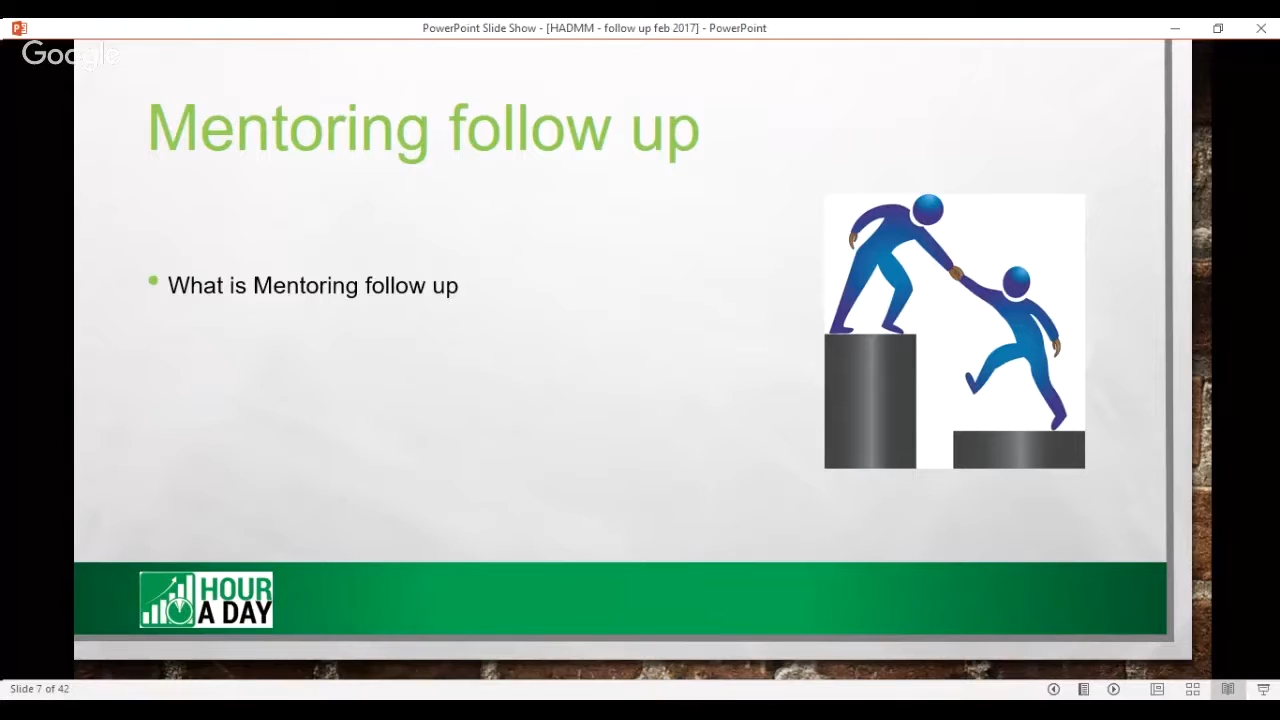 PowerPoint Slide Show - [HADMM - follow up feb 2017] - PowerPoint
Google
Mentoring follow up
• What is Mentoring follow up
HOUR
A DAY
Slide 7 of 42